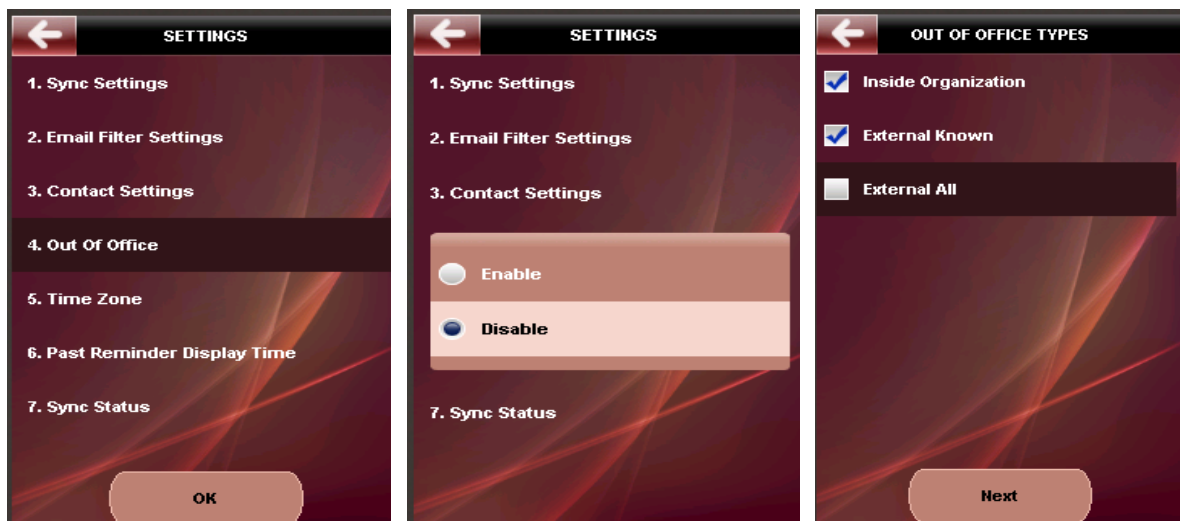 SETTINGS
1. Sync Settings
2. Email Filter Settings
3. Contact Settings
4. Out Of Office
5. Time Zone
6. Past Reminder Display Time
7. Sync Status
OK
SETTINGS
1. Sync Settings
2. Email Filter Settings
3. Contact Settings
Enable
Disable
7. Sync Status
OUT OF OFFICE TYPES
Inside Organization
External Known
External All
Next